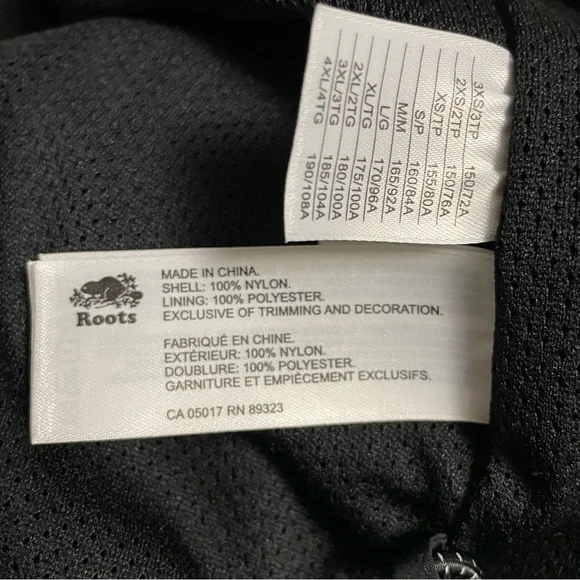 3XS/3TP 150/72A
2XS/2TP 150/76A
XS/TP 155/80A
S/P 160/84A
M/M 165/92A
L/G 170/96A
XL/TG 175/100A
2XL/2TG 180/100A
3XL/3TG 185/104A
4XL/4TG 190/108A
Roots
MADE IN CHINA.
SHELL: 100% NYLON.
LINING: 100% POLYESTER.
EXCLUSIVE OF TRIMMING AND DECORATION.
FABRIQUÉ EN CHINE.
EXTÉRIEUR: 100% NYLON.
DOUBLURE: 100% POLYESTER.
GARNITURE ET EMPIÈCEMENT EXCLUSIFS.
CA 05017 RN 89323